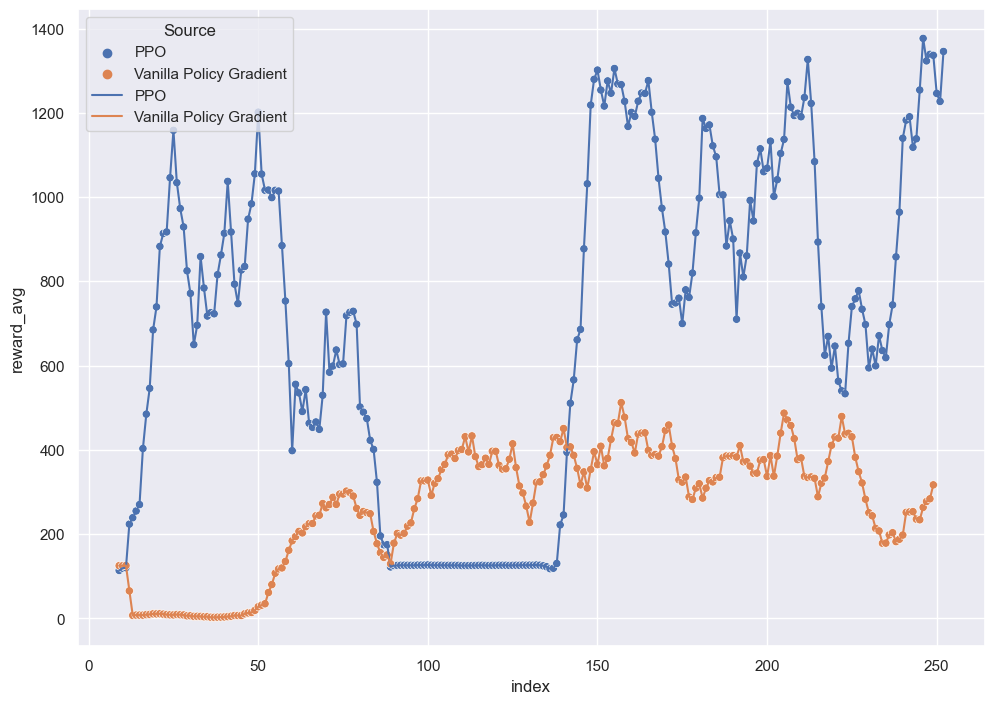 Source
PPO
Vanilla Policy Gradient
PPO
Vanilla Policy Gradient
1400
1200
1000
800
600
400
200
0
reward_avg
0 50 100 150 200 250
index